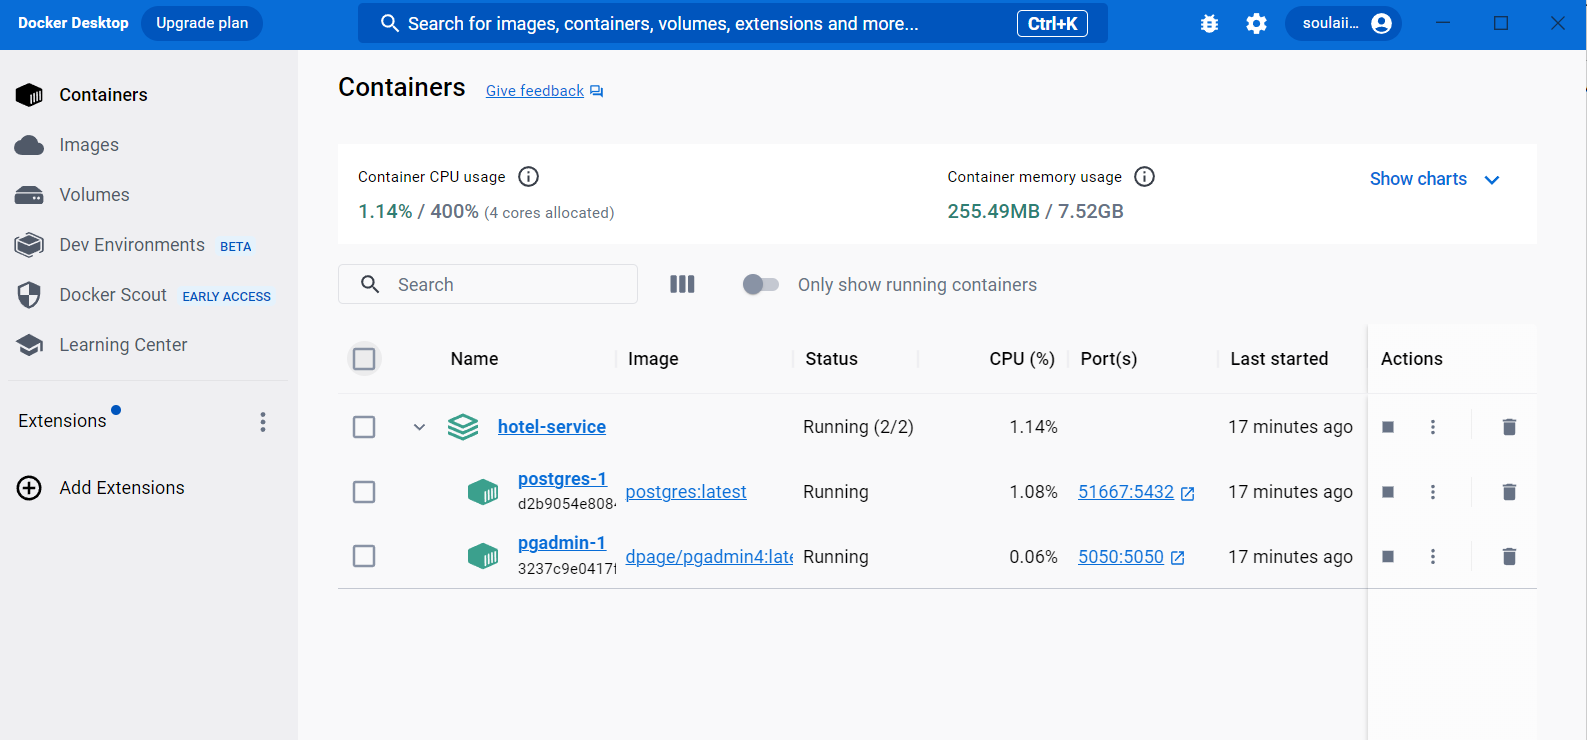 Docker Desktop Upgrade plan Search for images, containers, volumes, extensions and more... Ctrl+K soulaii...
Containers
Images
Volumes
Dev Environments BETA
Docker Scout EARLY ACCESS
Learning Center
Extensions
Add Extensions
Containers Give feedback
Container CPU usage
1.14% / 400% (4 cores allocated)
Container memory usage
255.49MB / 7.52GB
Show charts
Search
Only show running containers
Name Image Status CPU (%) Port(s) Last started Actions
hotel-service Running (2/2) 1.14% 17 minutes ago
postgres-1
d2b9054e808 postgres:latest Running 1.08% 51667:5432 17 minutes ago
pgadmin-1
3237c9e0417 dpage/pgadmin4:late Running 0.06% 5050:5050 17 minutes ago